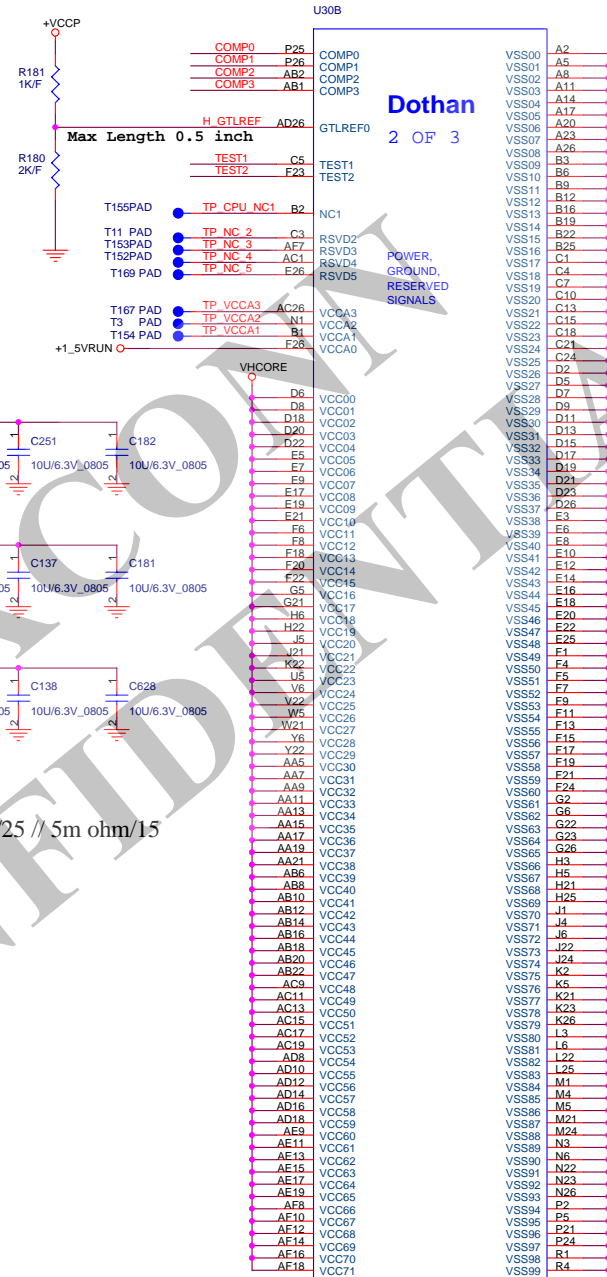 U30B
+VCCP
R181
1K/F
R180
2K/F
Max Length 0.5 inch
COMP0 P25 COMP0
COMP1 P26 COMP1
COMP2 AB2 COMP2
COMP3 AB1 COMP3
H_GTLREF AD26 GTLREF0
TEST1 C5 TEST1
TEST2 F23 TEST2
T155PAD TP_CPU_NC1 B2 NC1
T11 PAD TP_NC_2 C3 RSVD2
T153PAD TP_NC_3 AF7 RSVD3
T152PAD TP_NC_4 AC1 RSVD4
T169 PAD TP_NC_5 E26 RSVD5
T167 PAD TP_VCCA3 AC26 VCCA3
T3 PAD TP_VCCA2 N1 VCCA2
T154 PAD TP_VCCA1 B1 VCCA1
+1_5VRUN F26 VCCA0
Dothan
2 OF 3
POWER,
GROUND,
RESERVED
SIGNALS
VHCORE
D6 VCC00
D8 VCC01
D18 VCC02
D20 VCC03
D22 VCC04
E5 VCC05
E7 VCC06
E9 VCC07
E17 VCC08
E19 VCC09
E21 VCC10
F6 VCC11
F8 VCC12
F18 VCC13
F20 VCC14
F22 VCC15
G5 VCC16
G21 VCC17
H6 VCC18
H22 VCC19
J5 VCC20
J21 VCC21
K22 VCC22
U5 VCC23
V6 VCC24
V22 VCC25
W5 VCC26
W21 VCC27
Y6 VCC28
Y22 VCC29
AA5 VCC30
AA7 VCC31
AA9 VCC32
AA11 VCC33
AA13 VCC34
AA15 VCC35
AA17 VCC36
AA19 VCC37
AA21 VCC38
AB6 VCC39
AB8 VCC40
AB10 VCC41
AB12 VCC42
AB14 VCC43
AB16 VCC44
AB18 VCC45
AB20 VCC46
AB22 VCC47
AC9 VCC48
AC11 VCC49
AC13 VCC50
AC15 VCC51
AC17 VCC52
AC19 VCC53
AD8 VCC54
AD10 VCC55
AD12 VCC56
AD14 VCC57
AD16 VCC58
AD18 VCC59
AE9 VCC60
AE11 VCC61
AE13 VCC62
AE15 VCC63
AE17 VCC64
AE19 VCC65
AF8 VCC66
AF10 VCC67
AF12 VCC68
AF14 VCC69
AF16 VCC70
AF18 VCC71
VSS00 A2
VSS01 A5
VSS02 A8
VSS03 A11
VSS04 A14
VSS05 A17
VSS06 A20
VSS07 A23
VSS08 A26
VSS09 B3
VSS10 B6
VSS11 B9
VSS12 B12
VSS13 B16
VSS14 B19
VSS15 B22
VSS16 B25
VSS17 C1
VSS18 C4
VSS19 C7
VSS20 C10
VSS21 C13
VSS22 C15
VSS23 C18
VSS24 C21
VSS25 C24
VSS26 D2
VSS27 D5
VSS28 D7
VSS29 D9
VSS30 D11
VSS31 D13
VSS32 D15
VSS33 D17
VSS34 D19
VSS35 D21
VSS36 D23
VSS37 D26
VSS38 E3
VSS39 E6
VSS40 E8
VSS41 E10
VSS42 E12
VSS43 E14
VSS44 E16
VSS45 E18
VSS46 E20
VSS47 E22
VSS48 E25
VSS49 F1
VSS50 F4
VSS51 F5
VSS52 F7
VSS53 F9
VSS54 F11
VSS55 F13
VSS56 F15
VSS57 F17
VSS58 F19
VSS59 F21
VSS60 F24
VSS61 G2
VSS62 G6
VSS63 G22
VSS64 G23
VSS65 G26
VSS66 H3
VSS67 H5
VSS68 H21
VSS69 H25
VSS70 J1
VSS71 J4
VSS72 J6
VSS73 J22
VSS74 J24
VSS75 K2
VSS76 K5
VSS77 K21
VSS78 K23
VSS79 K26
VSS80 L3
VSS81 L6
VSS82 L22
VSS83 L25
VSS84 M1
VSS85 M4
VSS86 M5
VSS87 M21
VSS88 M24
VSS89 N3
VSS90 N6
VSS91 N22
VSS92 N23
VSS93 N26
VSS94 P2
VSS95 P5
VSS96 P21
VSS97 P24
VSS98 R1
VSS99 R4
1 C251 1 C182
2 10U/6.3V_0805 2 10U/6.3V_0805
1 C137 1 C181
2 10U/6.3V_0805 2 10U/6.3V_0805
1 C138 1 C628
2 10U/6.3V_0805 2 10U/6.3V_0805
/25 // 5m ohm/15